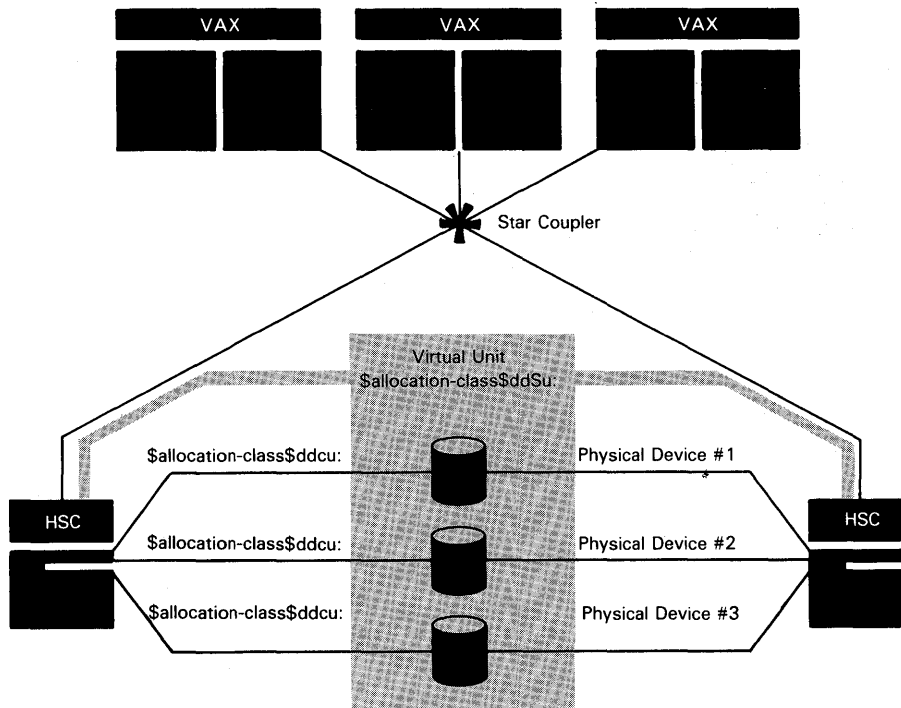 VAX
VAX
VAX
Star Coupler
Virtual Unit
$allocation-class$ddSu:
$allocation-class$ddcu:
Physical Device #1
HSC
HSC
$allocation-class$ddcu:
Physical Device #2
$allocation-class$ddcu:
Physical Device #3